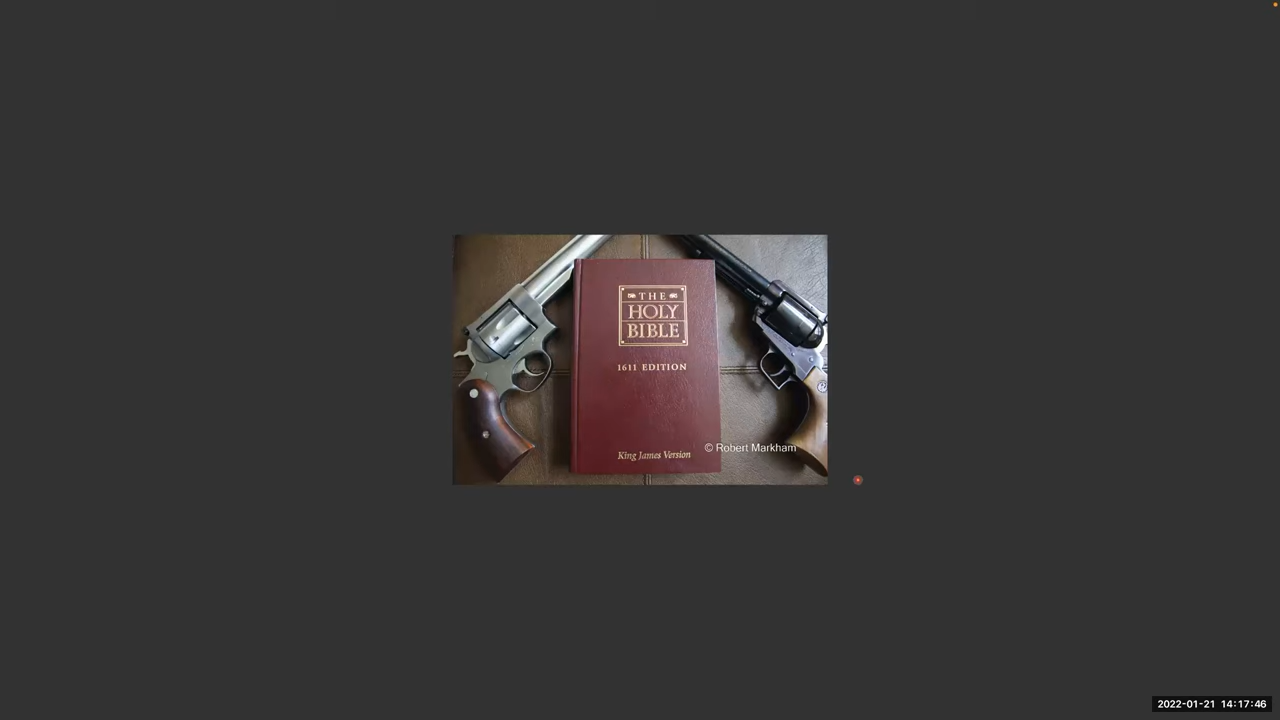 THE
HOLY
BIBLE
1611 EDITION
© Robert Markham
King James Version
2022-01-21 14:17:46